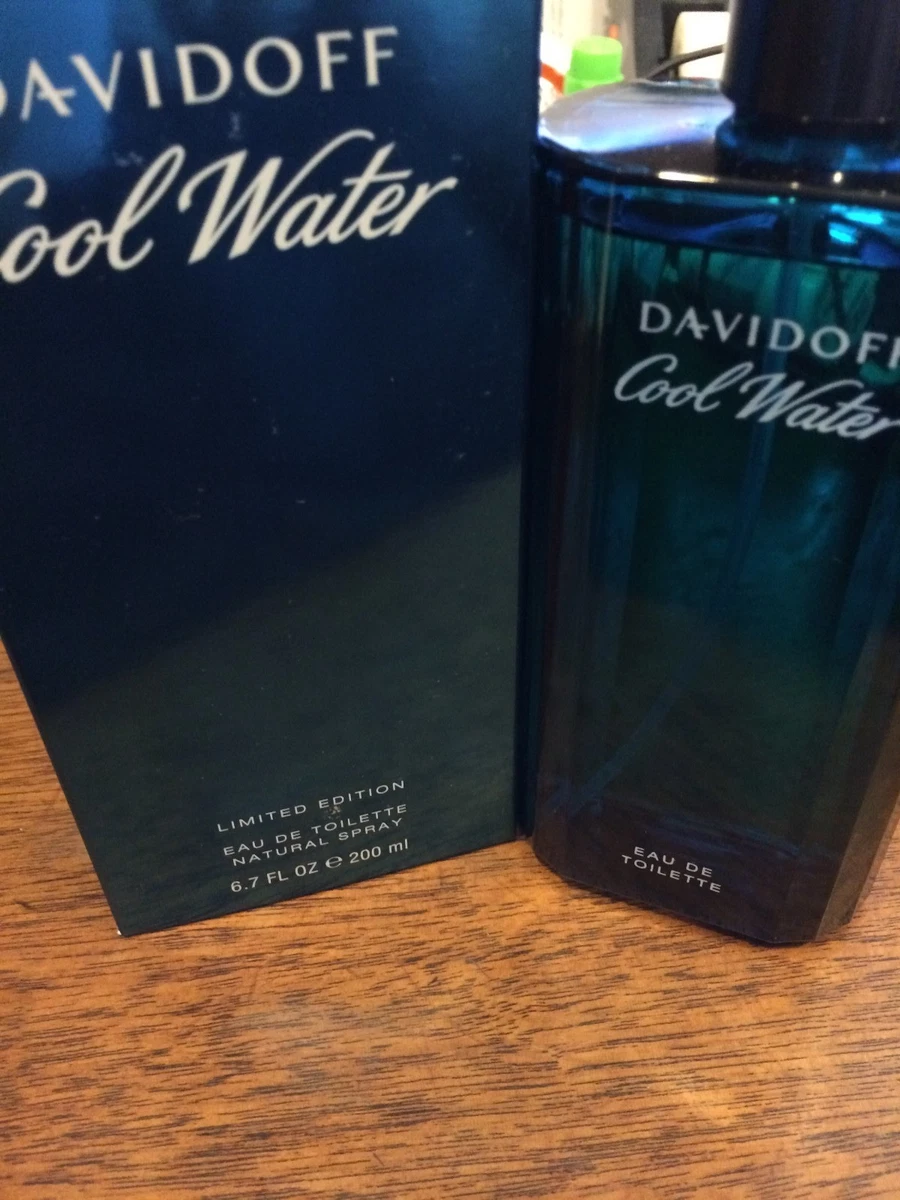 DAVIDOFF
Cool Water
LIMITED EDITION
EAU DE TOILETTE
NATURAL SPRAY
6.7 FL OZ ℮ 200 ml
DAVIDOFF
Cool Water
EAU DE
TOILETTE